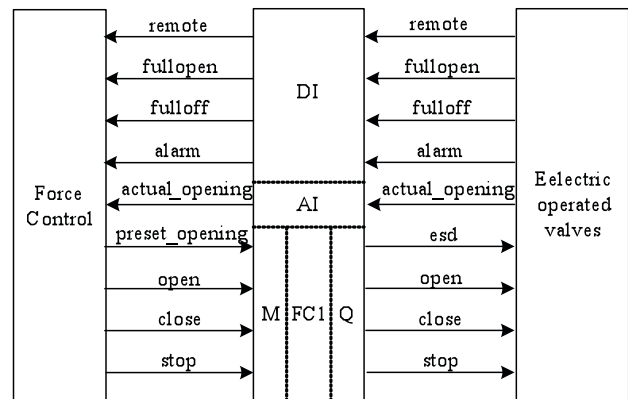 remote
remote
fullopen
fullopen
DI
fulloff
fulloff
alarm
alarm
Force
Control
actual_opening
AI
actual_opening
Eelectric
operated
valves
preset_opening
esd
open
open
M
FC1
Q
close
close
stop
stop